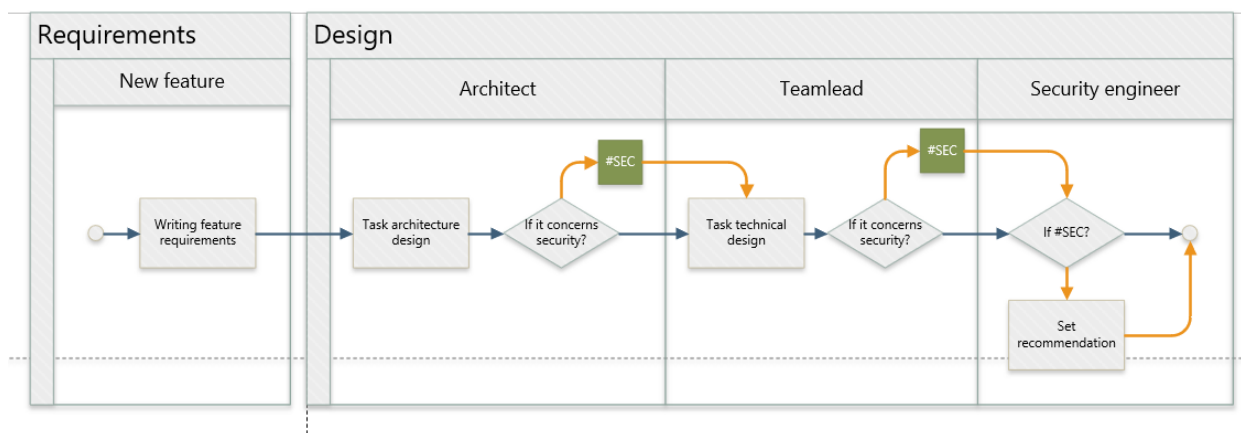 Requirements
Design
New feature
Architect
Teamlead
Security engineer
#SEC
#SEC
Writing feature
requirements
Task architecture
design
If it concerns
security?
Task technical
design
If it concerns
security?
If #SEC?
Set
recommendation